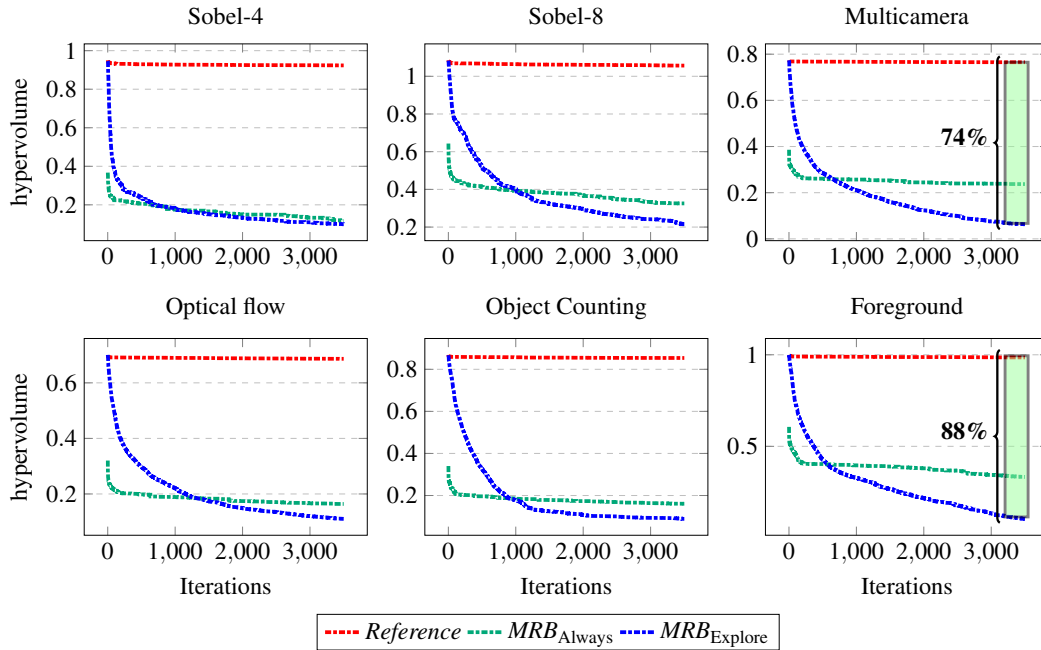 Sobel-4
Sobel-8
Multicamera
hypervolume
1
0.8
0.6
0.4
0.2
0 1,000 2,000 3,000
1
0.8
0.6
0.4
0.2
0 1,000 2,000 3,000
0.8
0.6
0.4
0.2
0
74%
0 1,000 2,000 3,000
Optical flow
Object Counting
Foreground
hypervolume
0.6
0.4
0.2
0 1,000 2,000 3,000
Iterations
0.8
0.6
0.4
0.2
0 1,000 2,000 3,000
Iterations
1
0.5
88%
0 1,000 2,000 3,000
Iterations
Reference MRB_Always MRB_Explore